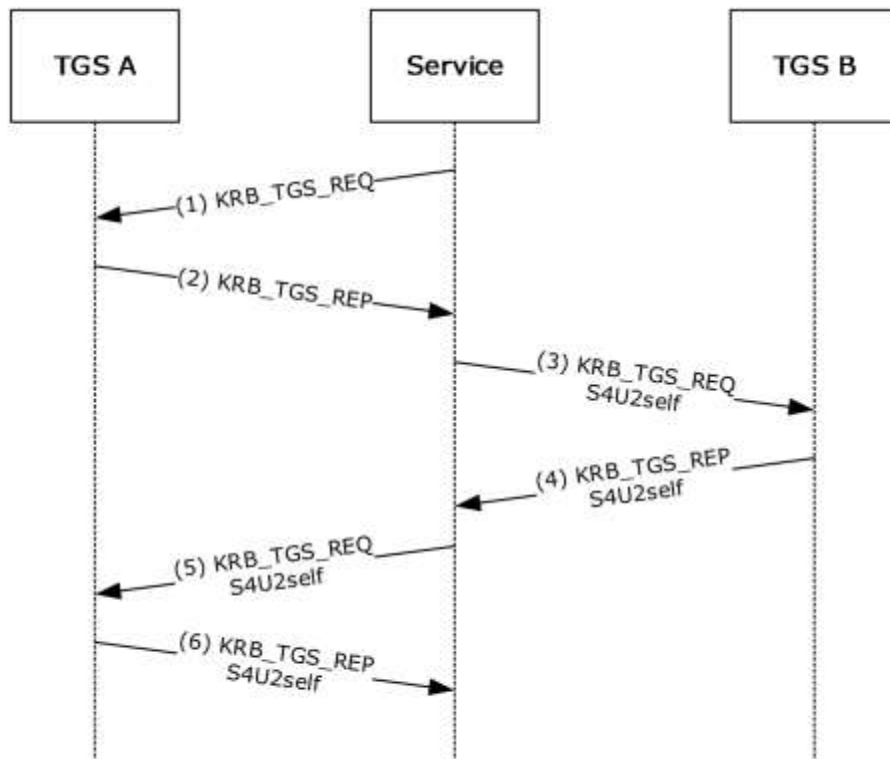 TGS A
Service
TGS B
(1) KRB_TGS_REQ
(2) KRB_TGS_REP
(3) KRB_TGS_REQ
S4U2self
(4) KRB_TGS_REP
S4U2self
(5) KRB_TGS_REQ
S4U2self
(6) KRB_TGS_REP
S4U2self